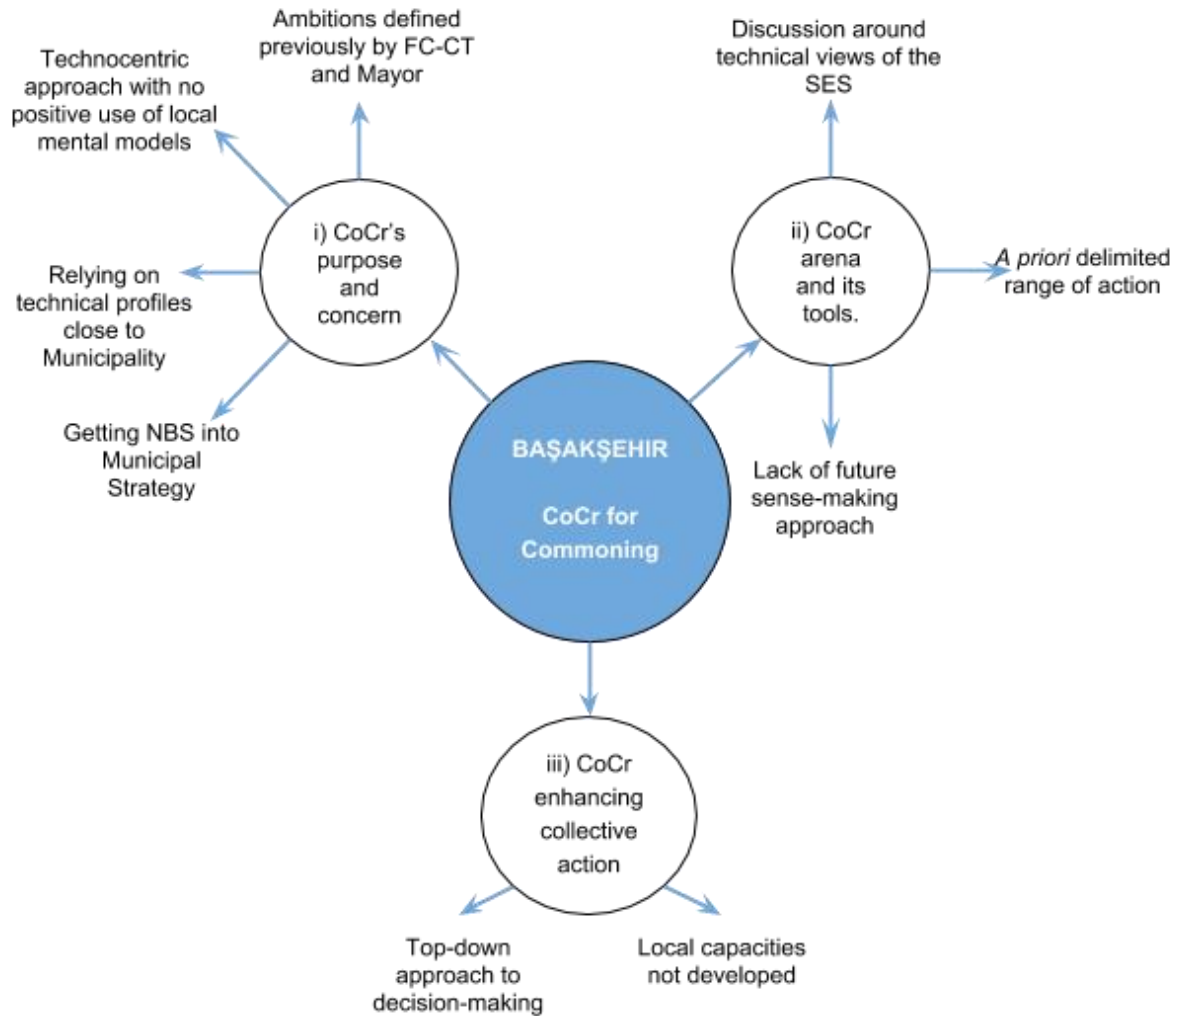 Ambitions defined
previously by FC-CT
and Mayor
Technocentric
approach with no
positive use of local
mental models
Relying on
technical profiles
close to
Municipality
Getting NBS into
Municipal
Strategy
i) CoCr's
purpose
and
concern
Discussion around
technical views of the
SES
ii) CoCr
arena
and its
tools.
A priori delimited
range of action
Lack of future
sense-making
approach
BAŞAKŞEHIR
CoCr for
Commoning
iii) CoCr
enhancing
collective
action
Top-down
approach to
decision-making
Local capacities
not developed